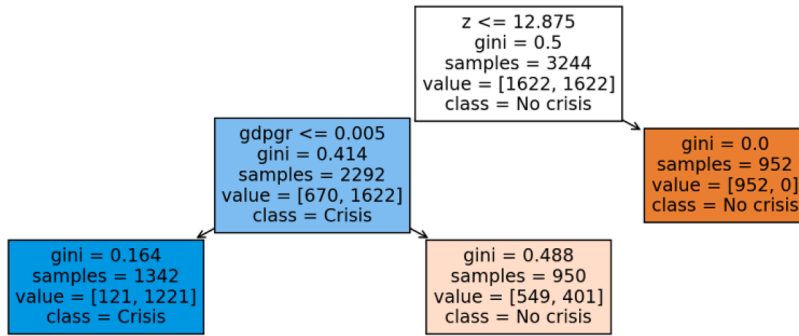 z <= 12.875
gini = 0.5
samples = 3244
value = [1622, 1622]
class = No crisis
gdpgr <= 0.005
gini = 0.414
samples = 2292
value = [670, 1622]
class = Crisis
gini = 0.0
samples = 952
value = [952, 0]
class = No crisis
gini = 0.164
samples = 1342
value = [121, 1221]
class = Crisis
gini = 0.488
samples = 950
value = [549, 401]
class = No crisis